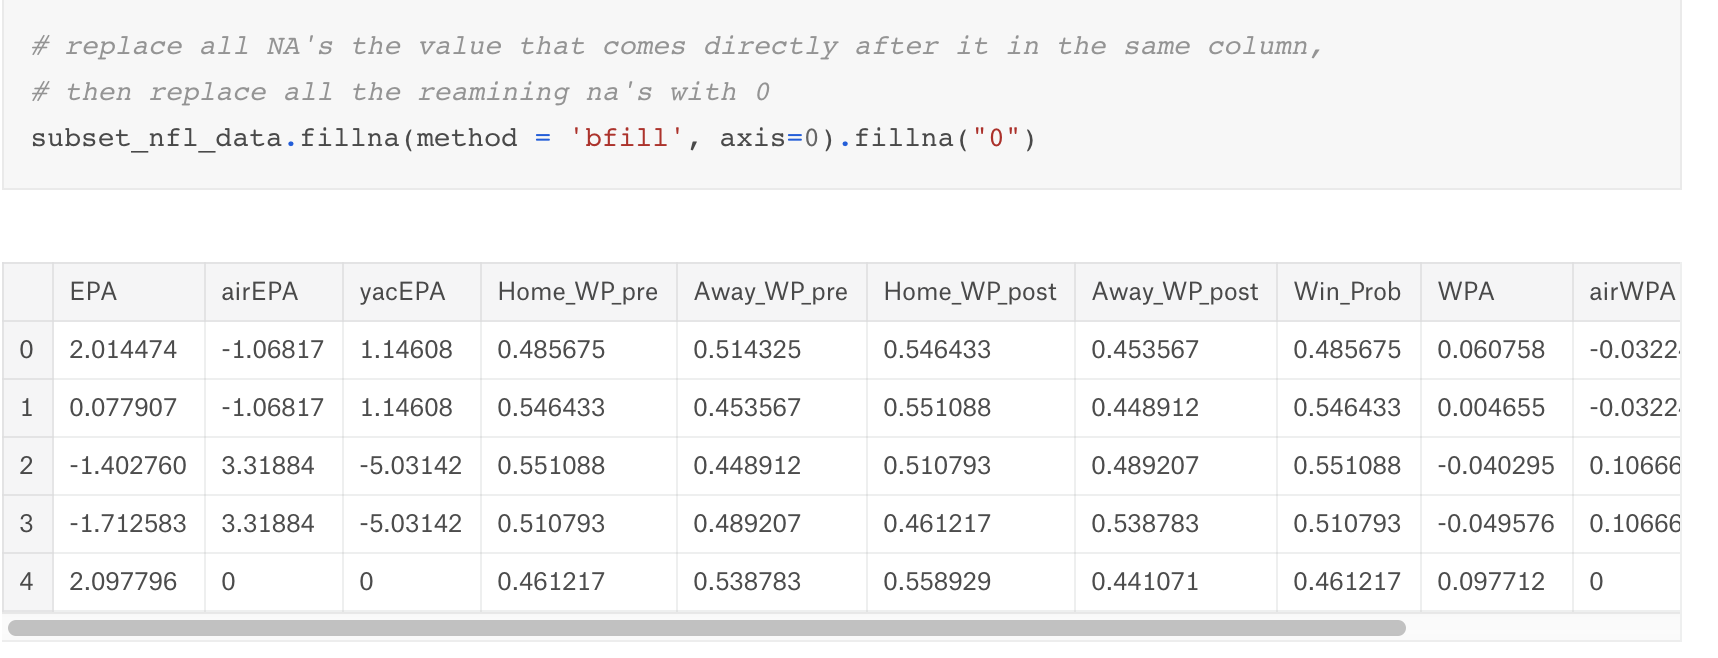 # replace all NA's the value that comes directly after it in the same column,
# then replace all the reamining na's with 0
subset_nfl_data.fillna(method = 'bfill', axis=0).fillna("0")
EPA airEPA yacEPA Home_WP_pre Away_WP_pre Home_WP_post Away_WP_post Win_Prob WPA airWPA
0 2.014474 -1.06817 1.14608 0.485675 0.514325 0.546433 0.453567 0.485675 0.060758 -0.0322
1 0.077907 -1.06817 1.14608 0.546433 0.453567 0.551088 0.448912 0.546433 0.004655 -0.0322
2 -1.402760 3.31884 -5.03142 0.551088 0.448912 0.510793 0.489207 0.551088 -0.040295 0.10666
3 -1.712583 3.31884 -5.03142 0.510793 0.489207 0.461217 0.538783 0.510793 -0.049576 0.10666
4 2.097796 0 0 0.461217 0.538783 0.558929 0.441071 0.461217 0.097712 0